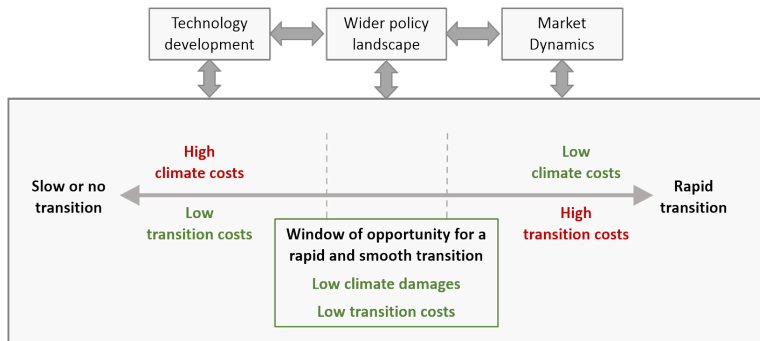 Technology
development
Wider policy
landscape
Market
Dynamics
High
climate costs
Low
climate costs
Slow or no
transition
Rapid
transition
Low
transition costs
High
transition costs
Window of opportunity for a
rapid and smooth transition
Low climate damages
Low transition costs